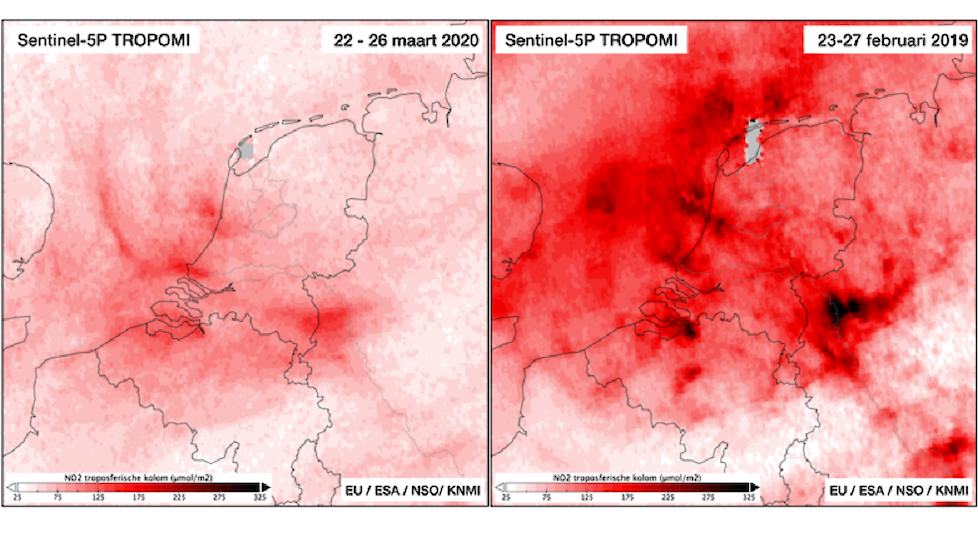 Sentinel-5P TROPOMI
22 - 26 maart 2020
NO2 troposferische kolom (µmol/m2)
25 75 125 175 225 275 325
EU / ESA / NSO/ KNMI
Sentinel-5P TROPOMI
23-27 februari 2019
NO2 troposferische kolom (µmol/m2)
25 75 125 175 225 275 325
EU / ESA / NSO / KNMI